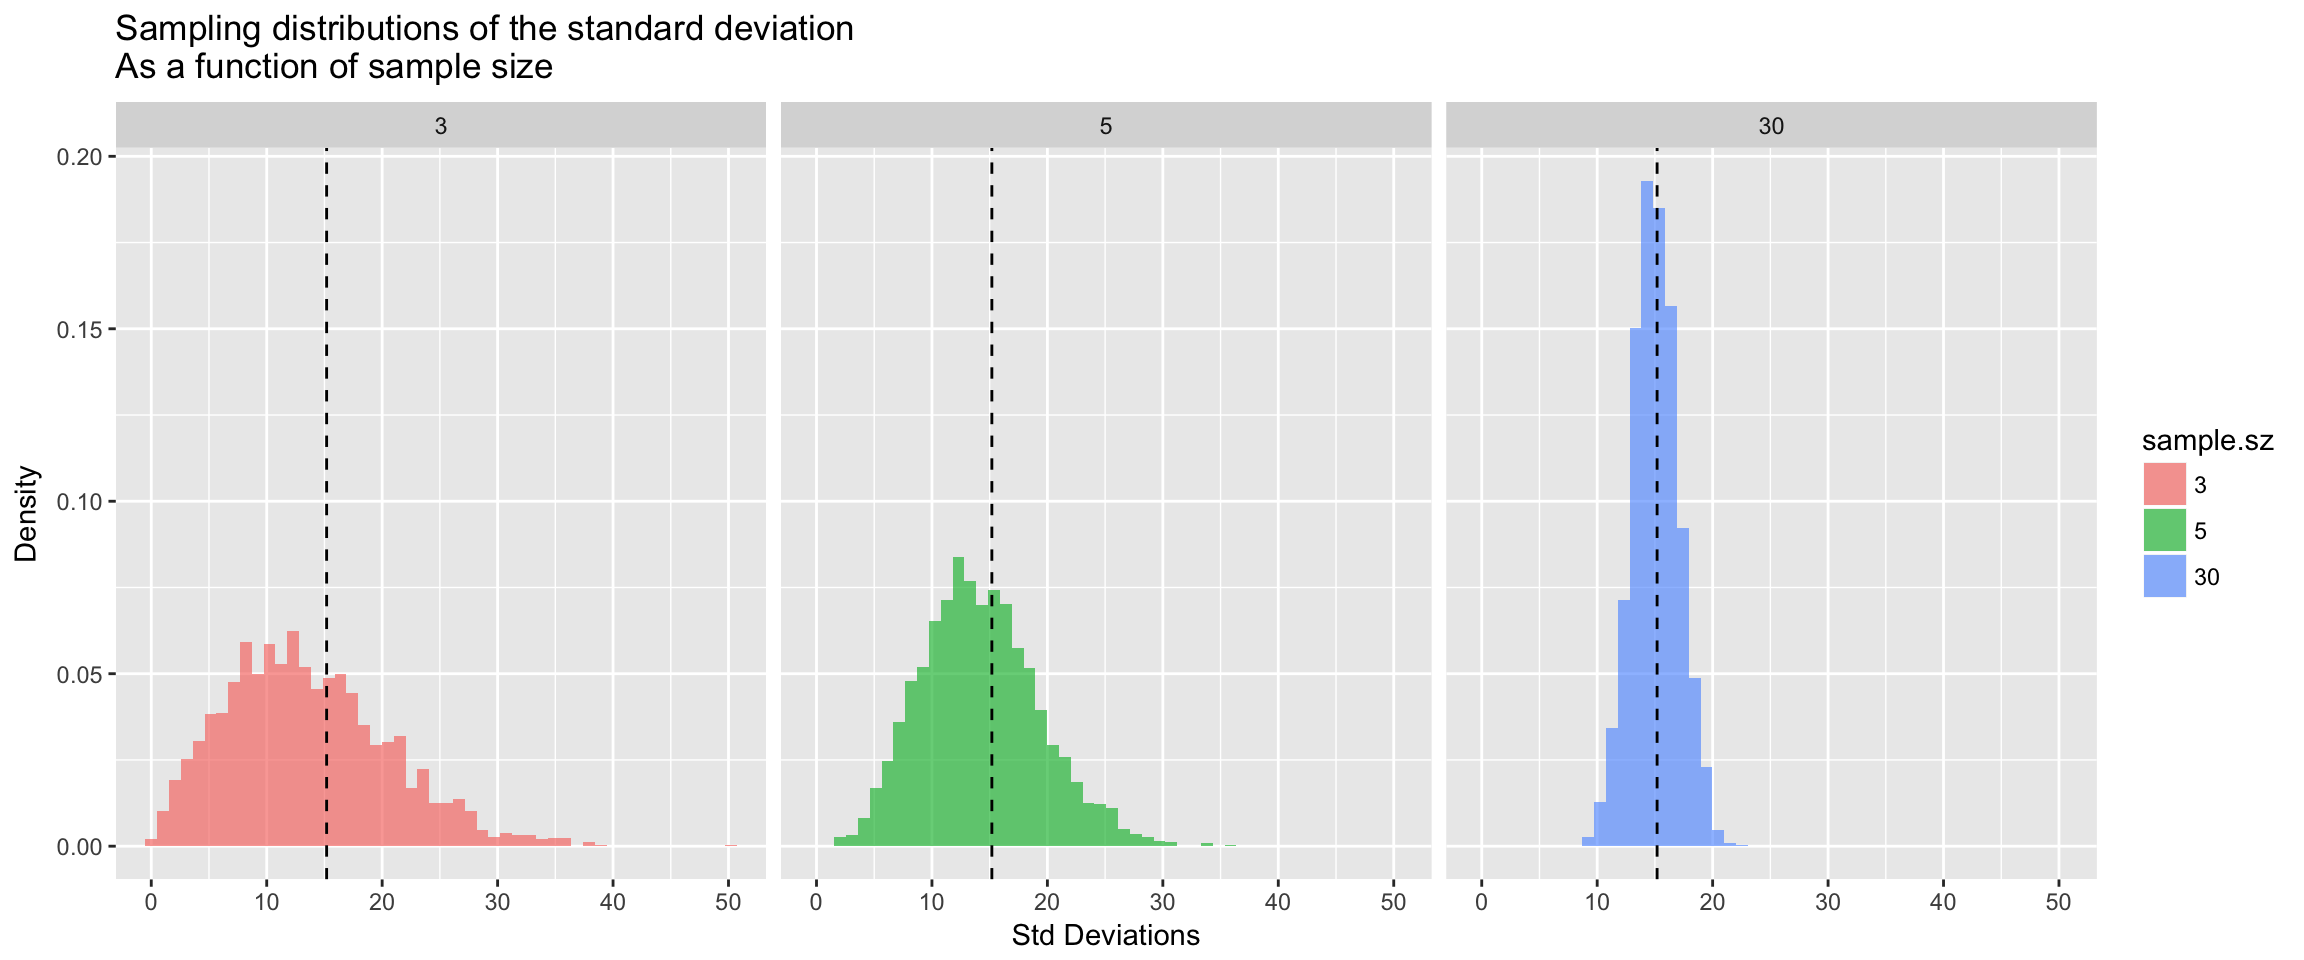 Sampling distributions of the standard deviation
As a function of sample size
3
5
30
0.20
0.15
0.10
0.05
0.00
Density
0 10 20 30 40 50
0 10 20 30 40 50
0 10 20 30 40 50
Std Deviations
sample.sz
3
5
30